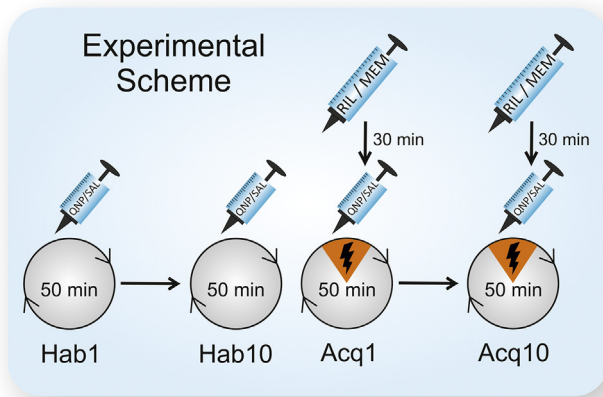 Experimental
Scheme
RIL / MEM
RIL / MEM
30 min
30 min
QNP/SAL
QNP/SAL
QNP/SAL
QNP/SAL
50 min
50 min
50 min
50 min
Hab1
Hab10
Acq1
Acq10